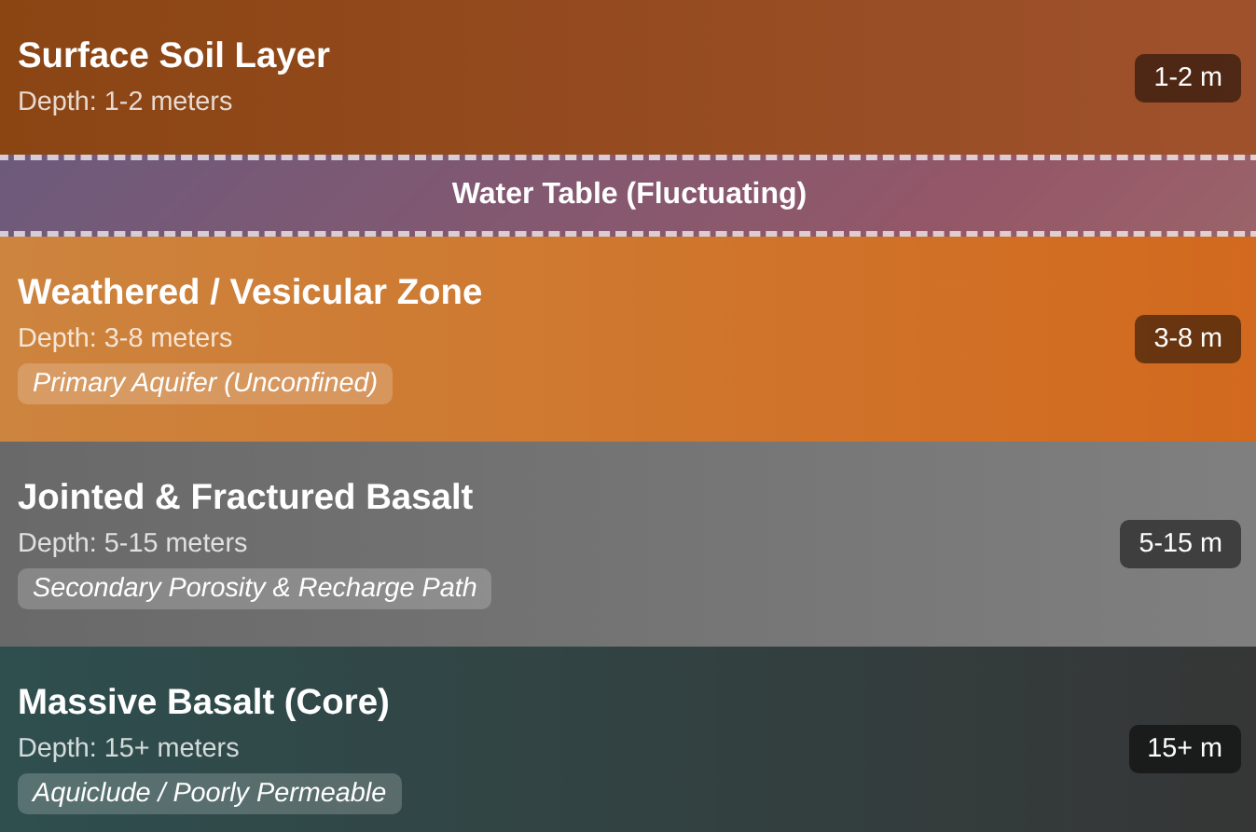 Surface Soil Layer
Depth: 1-2 meters
1-2 m
Water Table (Fluctuating)
Weathered / Vesicular Zone
Depth: 3-8 meters
Primary Aquifer (Unconfined)
3-8 m
Jointed & Fractured Basalt
Depth: 5-15 meters
Secondary Porosity & Recharge Path
5-15 m
Massive Basalt (Core)
Depth: 15+ meters
Aquiclude / Poorly Permeable
15+ m